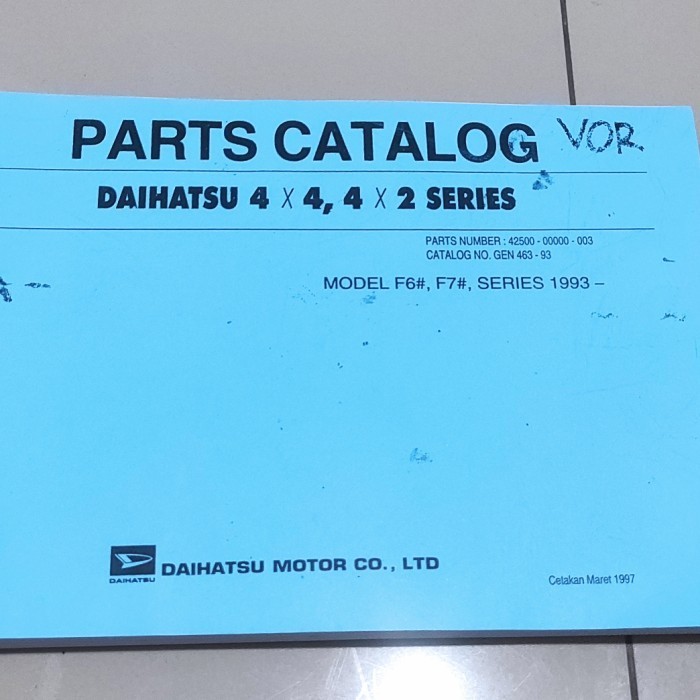 PARTS CATALOG VOR
DAIHATSU 4 X 4, 4 X 2 SERIES
PARTS NUMBER : 42500 - 00000 - 003
CATALOG NO. GEN 463 - 93
MODEL F6#, F7#, SERIES 1993 –
DAIHATSU
DAIHATSU MOTOR CO., LTD
Cetakan Maret 1997